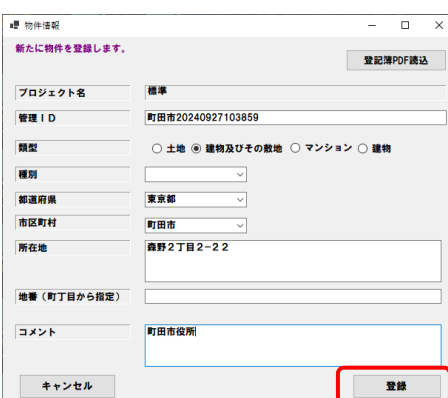 物件情報
新たに物件を登録します。
登記簿PDF読込
プロジェクト名 標準
管理ＩＤ 町田市20240927103859
類型 土地 建物及びその敷地 マンション 建物
種別
都道府県 東京都
市区町村 町田市
所在地 森野２丁目２−２２
地番（町丁目から指定）
コメント 町田市役所
キャンセル 登録